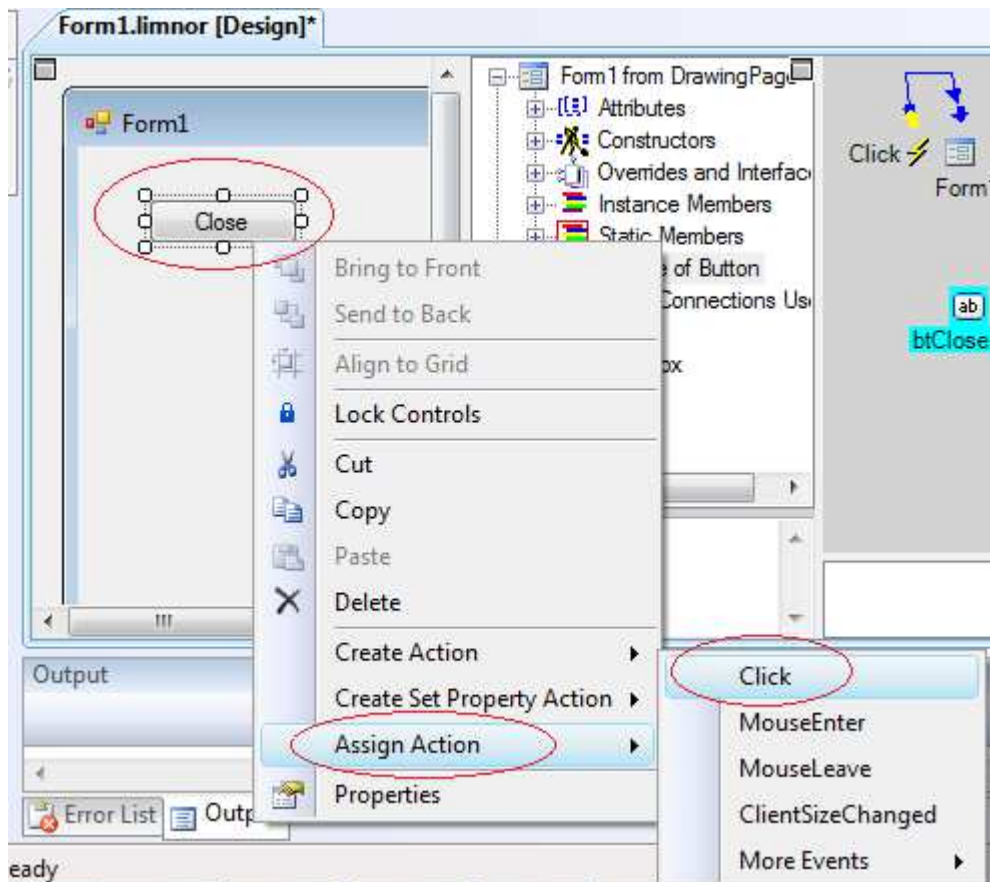 Form1.limnor [Design]*
Form1
Close
Form1 from DrawingPage
Attributes
Constructors
Overrides and Interface
Instance Members
Static Members
of Button
Connections Us
ox
Click
Form
ab
btClose
Bring to Front
Send to Back
Align to Grid
Lock Controls
Cut
Copy
Paste
Delete
Create Action
Create Set Property Action
Assign Action
Properties
Click
MouseEnter
MouseLeave
ClientSizeChanged
More Events
Output
Error List
Outp
eady